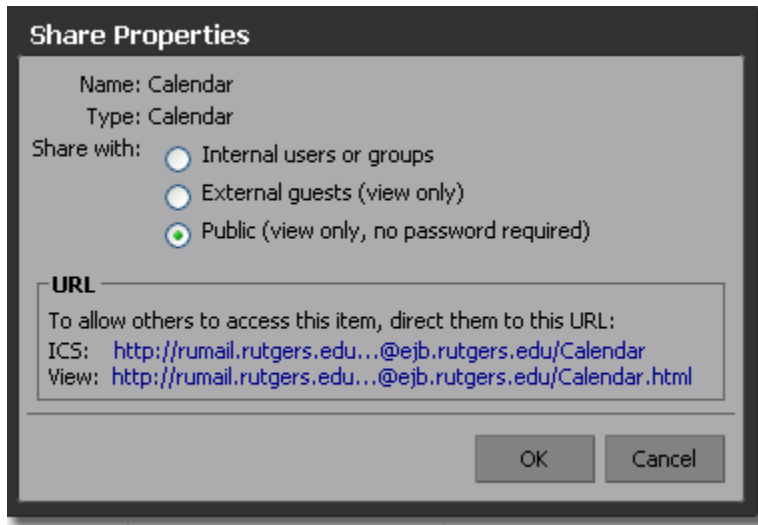 Share Properties
Name: Calendar
Type: Calendar
Share with:
Internal users or groups
External guests (view only)
Public (view only, no password required)
URL
To allow others to access this item, direct them to this URL:
ICS: http://rumail.rutgers.edu...@ejb.rutgers.edu/Calendar
View: http://rumail.rutgers.edu...@ejb.rutgers.edu/Calendar.html
OK Cancel